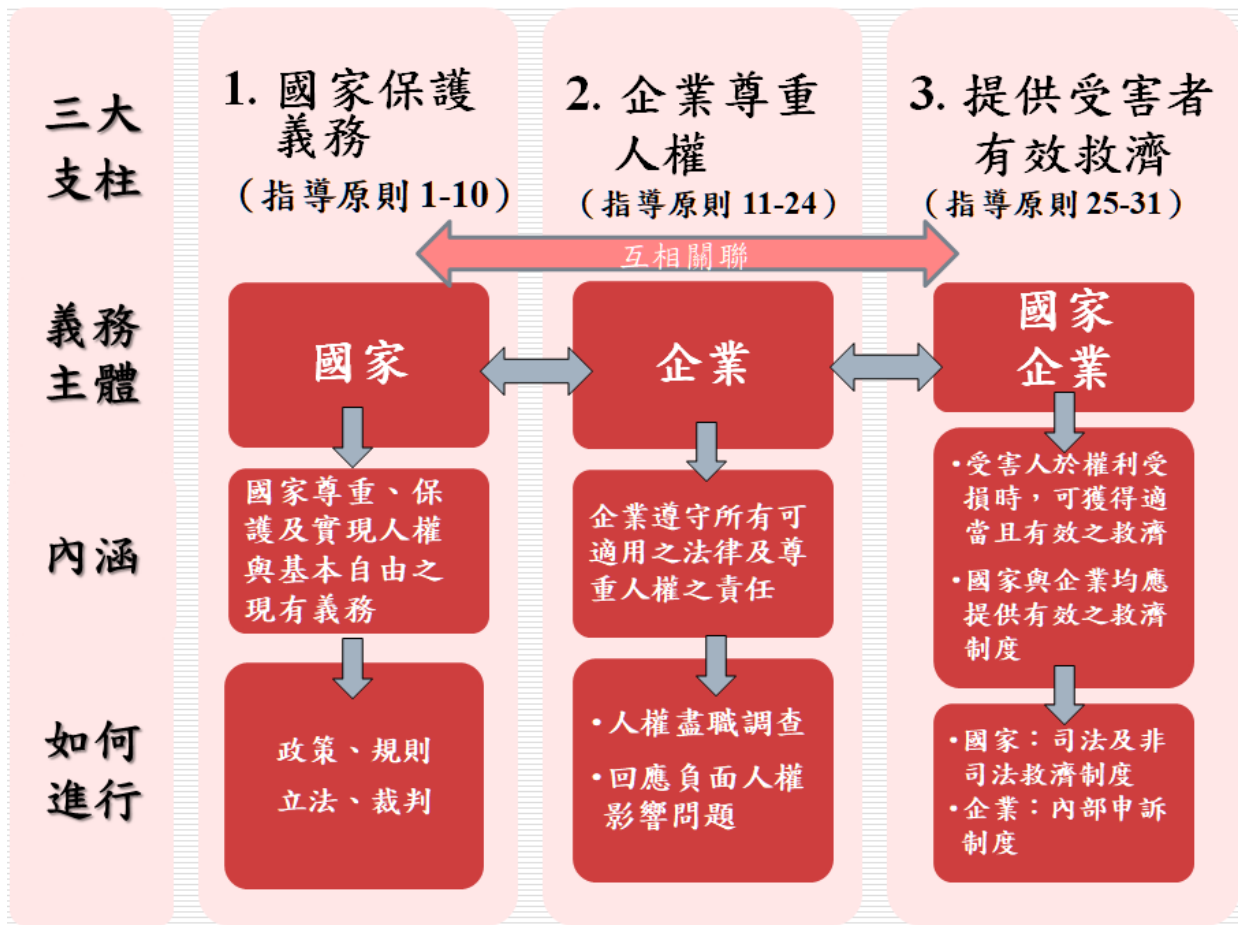 三大
支柱
1. 國家保護
義務
（指導原則 1-10）
2. 企業尊重
人權
（指導原則 11-24）
3. 提供受害者
有效救濟
（指導原則 25-31）
互相關聯
義務
主體
國家
企業
國家
企業
內涵
國家尊重、保
護及實現人權
與基本自由之
現有義務
企業遵守所有可
適用之法律及尊
重人權之責任
•受害人於權利受
損時，可獲得適
當且有效之救濟
•國家與企業均應
提供有效之救濟
制度
如何
進行
政策、規則
立法、裁判
•人權盡職調查
•回應負面人權
影響問題
•國家：司法及非
司法救濟制度
•企業：內部申訴
制度